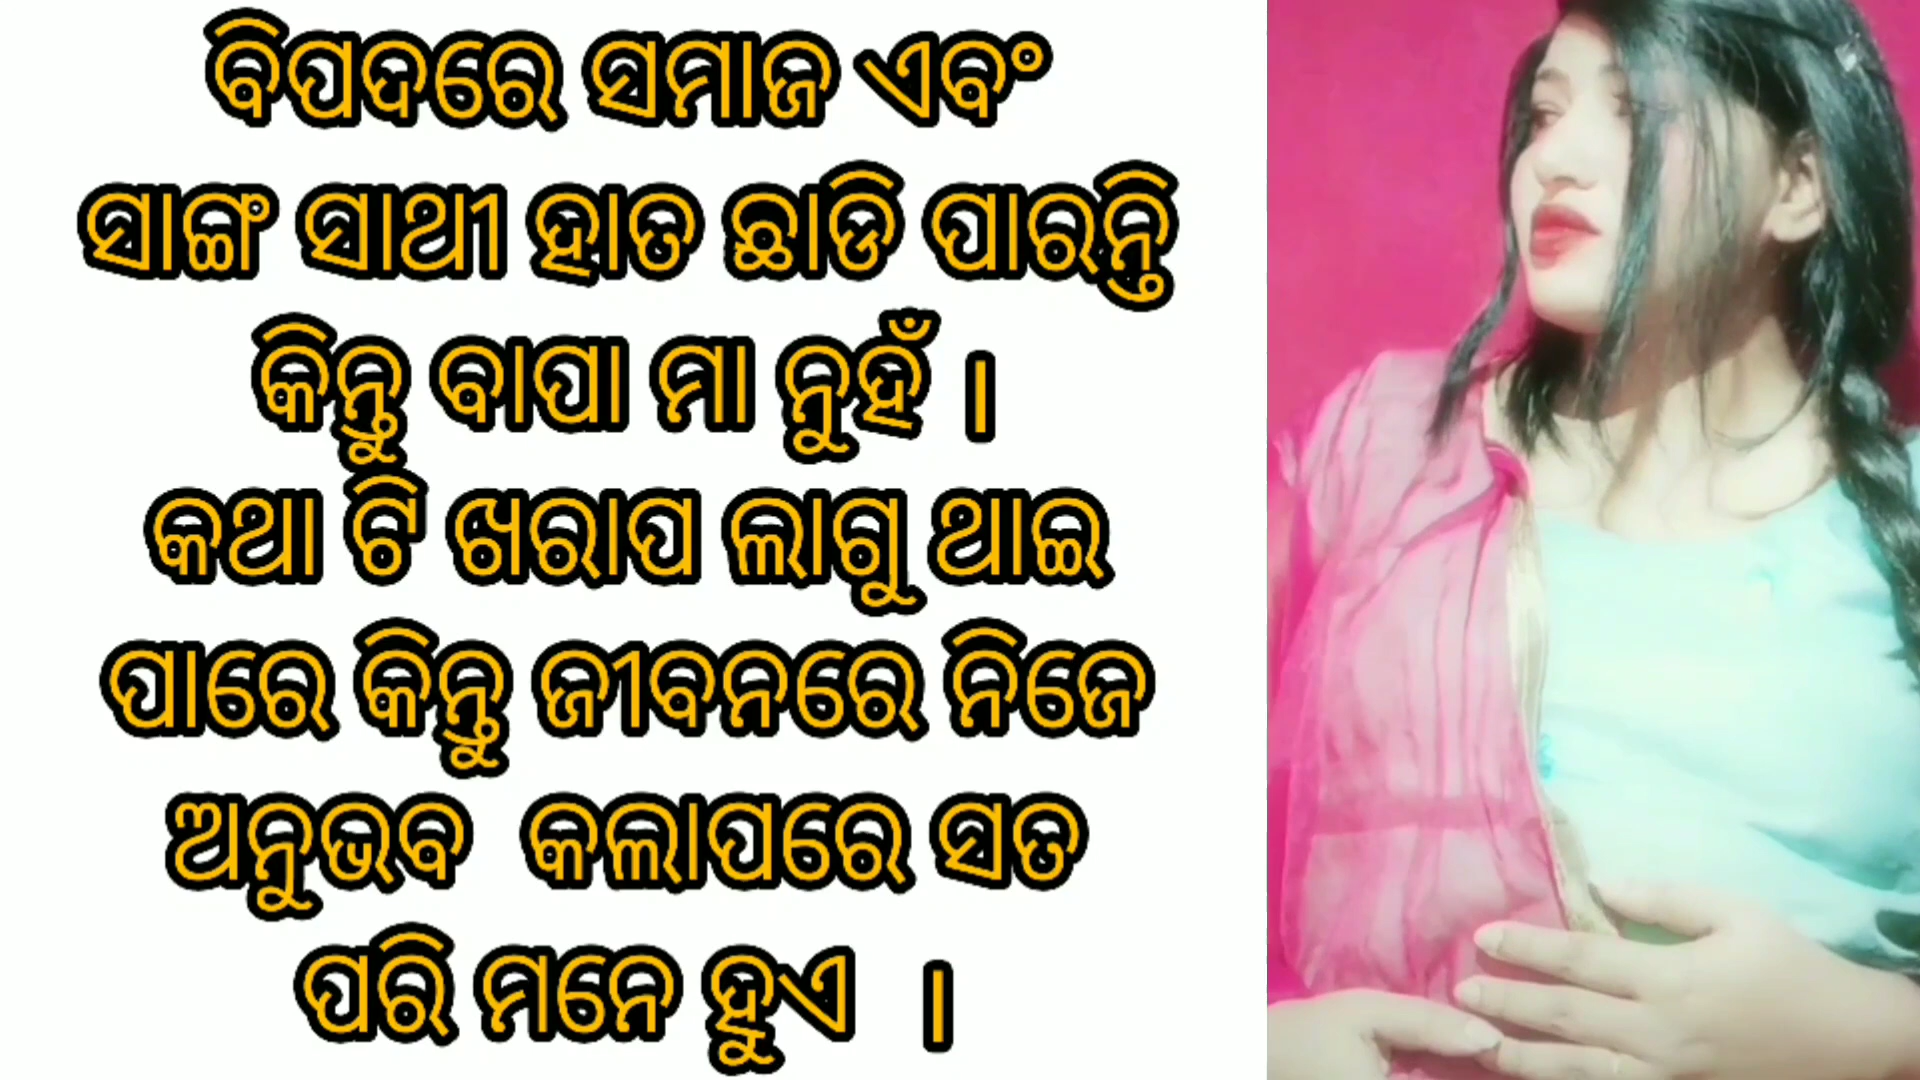 ବିପଦରେ ସମାଜ ଏବଂ
ସାଙ୍ଗ ସାଥୀ ହାତ ଛାଡି ପାରନ୍ତି
କିନ୍ତୁ ବାପା ମା ନୁହଁ ।
କଥା ଟି ଖରାପ ଲାଗୁ ଥାଇ
ପାରେ କିନ୍ତୁ ଜୀବନରେ ନିଜେ
ଅନୁଭବ କଲାପରେ ସତ
ପରି ମନେ ହୁଏ ।